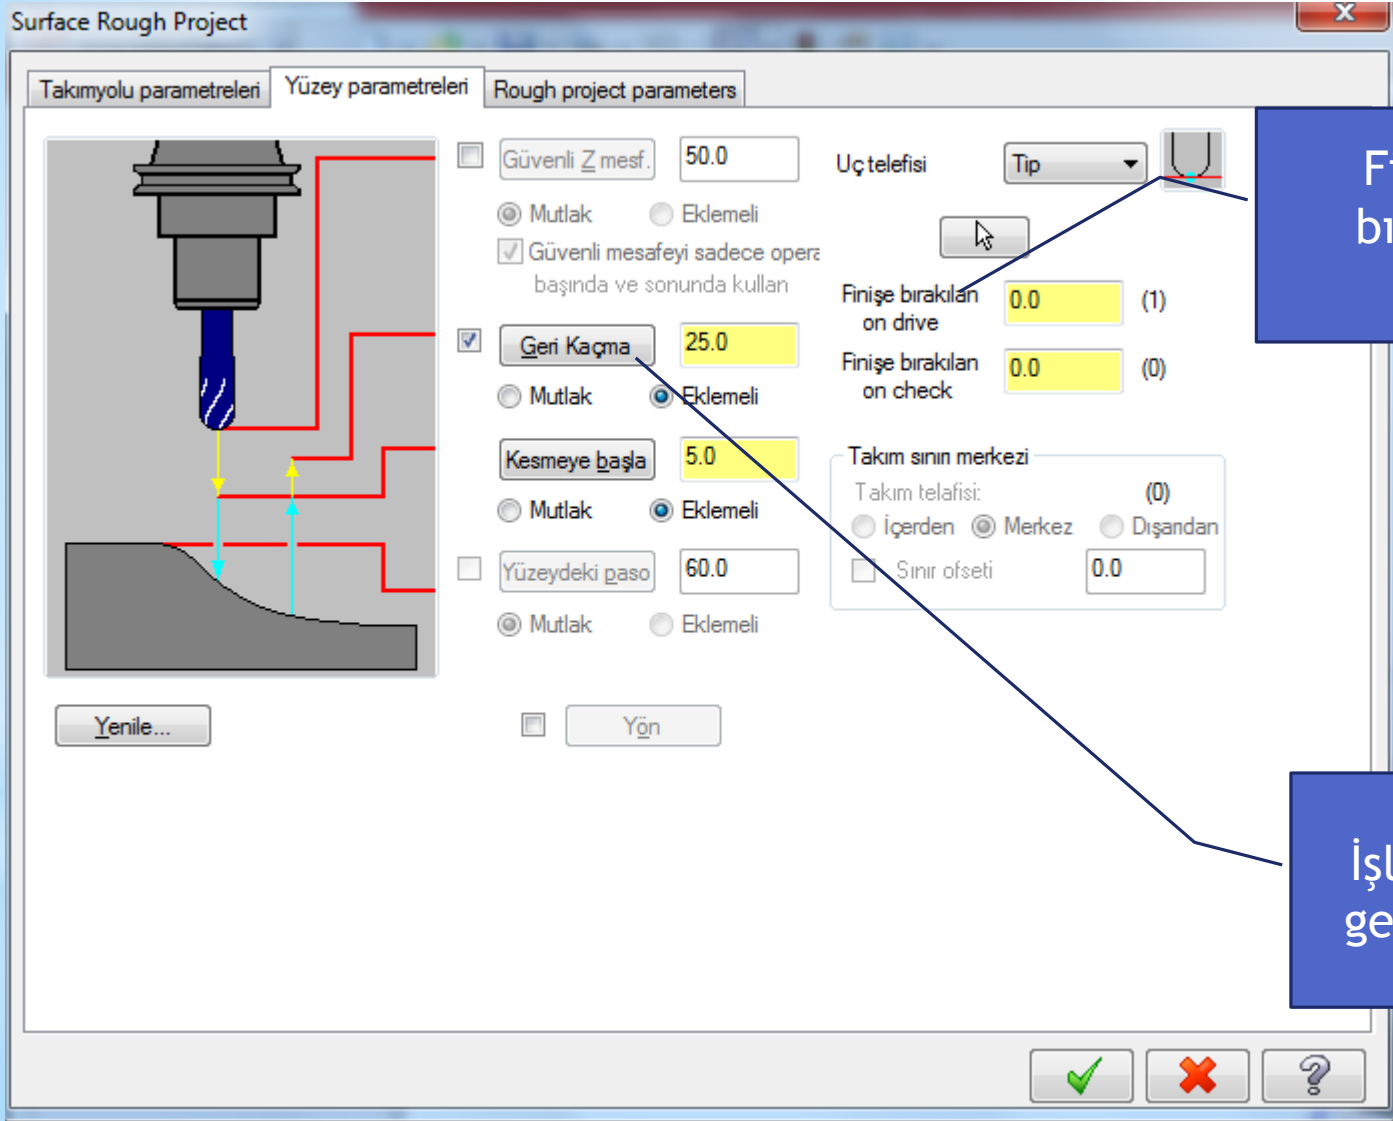 Surface Rough Project
Takımyolu parametreleri
Yüzey parametreleri
Rough project parameters
Güvenli Z mesf.
50.0
Mutlak
Eklemeli
Güvenli mesafeyi sadece opera
başında ve sonunda kullan
Geri Kaçma
25.0
Mutlak
Eklemeli
Kesmeye başla
5.0
Mutlak
Eklemeli
Yüzeydeki paso
60.0
Mutlak
Eklemeli
Uç telefisi
Tip
Finişe bırakılan
on drive
0.0
(1)
Finişe bırakılan
on check
0.0
(0)
Takım sınırı merkezi
Takım telafisi:
(0)
İçerden
Merkez
Dışarıdan
Sınır ofseti
0.0
Yenile...
Yön